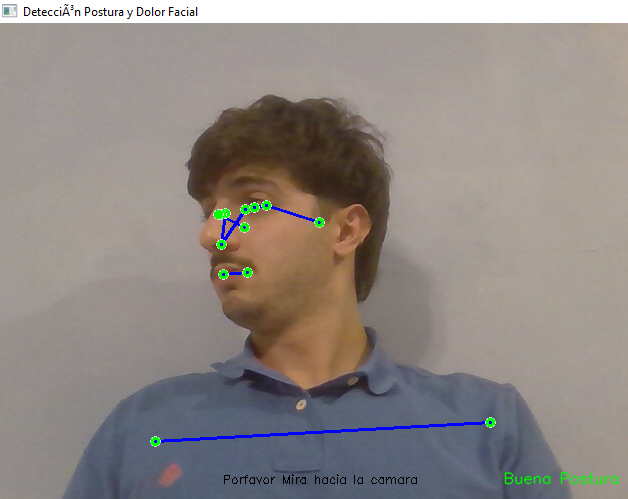 DetecciÃ³n Postura y Dolor Facial
Porfavor Mira hacia la camara
Buena Postura